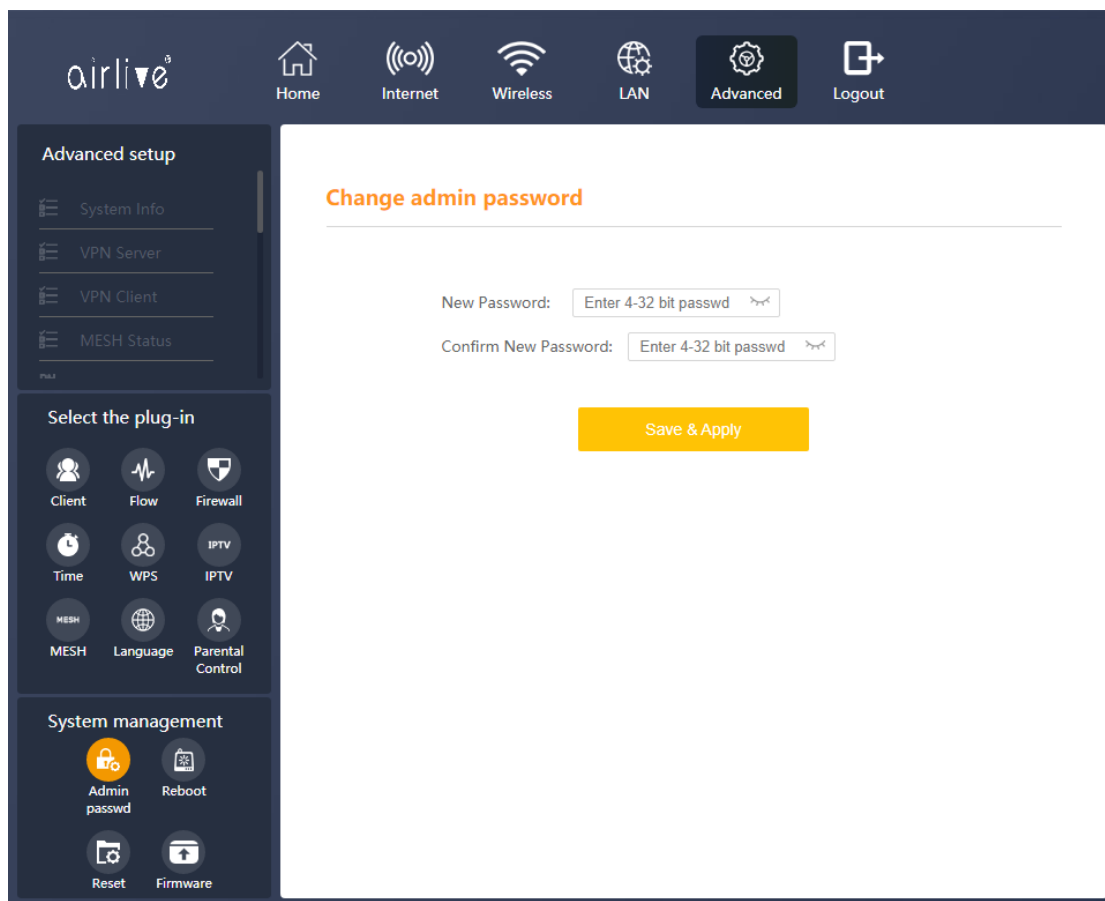 airlive
Home
Internet
Wireless
LAN
Advanced
Logout
Advanced setup
System Info
VPN Server
VPN Client
MESH Status
Select the plug-in
Client
Flow
Firewall
Time
WPS
IPTV
IPTV
MESH
MESH
Language
Parental
Control
System management
Admin
passwd
Reboot
Reset
Firmware
Change admin password
New Password: Enter 4-32 bit passwd
Confirm New Password: Enter 4-32 bit passwd
Save & Apply